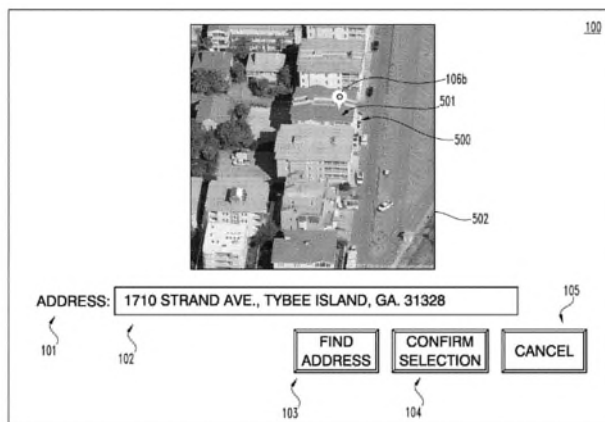 100
106b
501
500
502
ADDRESS: 1710 STRAND AVE., TYBEE ISLAND, GA. 31328
105
101
102
FIND
ADDRESS
CONFIRM
SELECTION
CANCEL
103
104